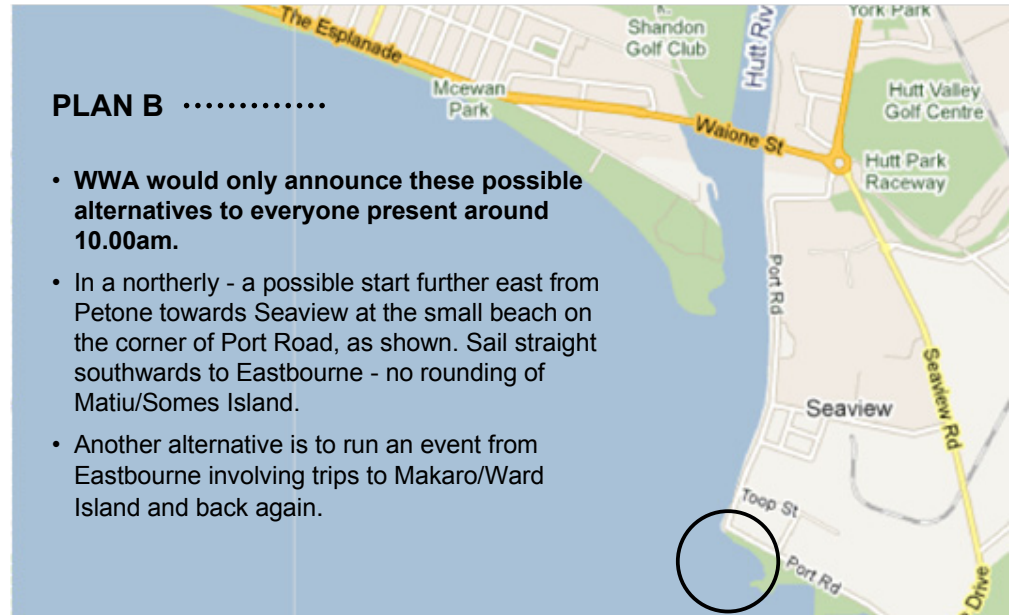 The Esplanade
Shandon
Golf Club
Hutt Riv
York Park
Mcewan
Park
Hutt Valley
Golf Centre
Waione St
Hutt Park
Raceway
PLAN B ·············
• WWA would only announce these possible
alternatives to everyone present around
10.00am.
• In a northerly - a possible start further east from
Petone towards Seaview at the small beach on
the corner of Port Road, as shown. Sail straight
southwards to Eastbourne - no rounding of
Matiu/Somes Island.
• Another alternative is to run an event from
Eastbourne involving trips to Makaro/Ward
Island and back again.
Port Rd
Seaview Rd
Seaview
Toop St
Port Rd
Drive